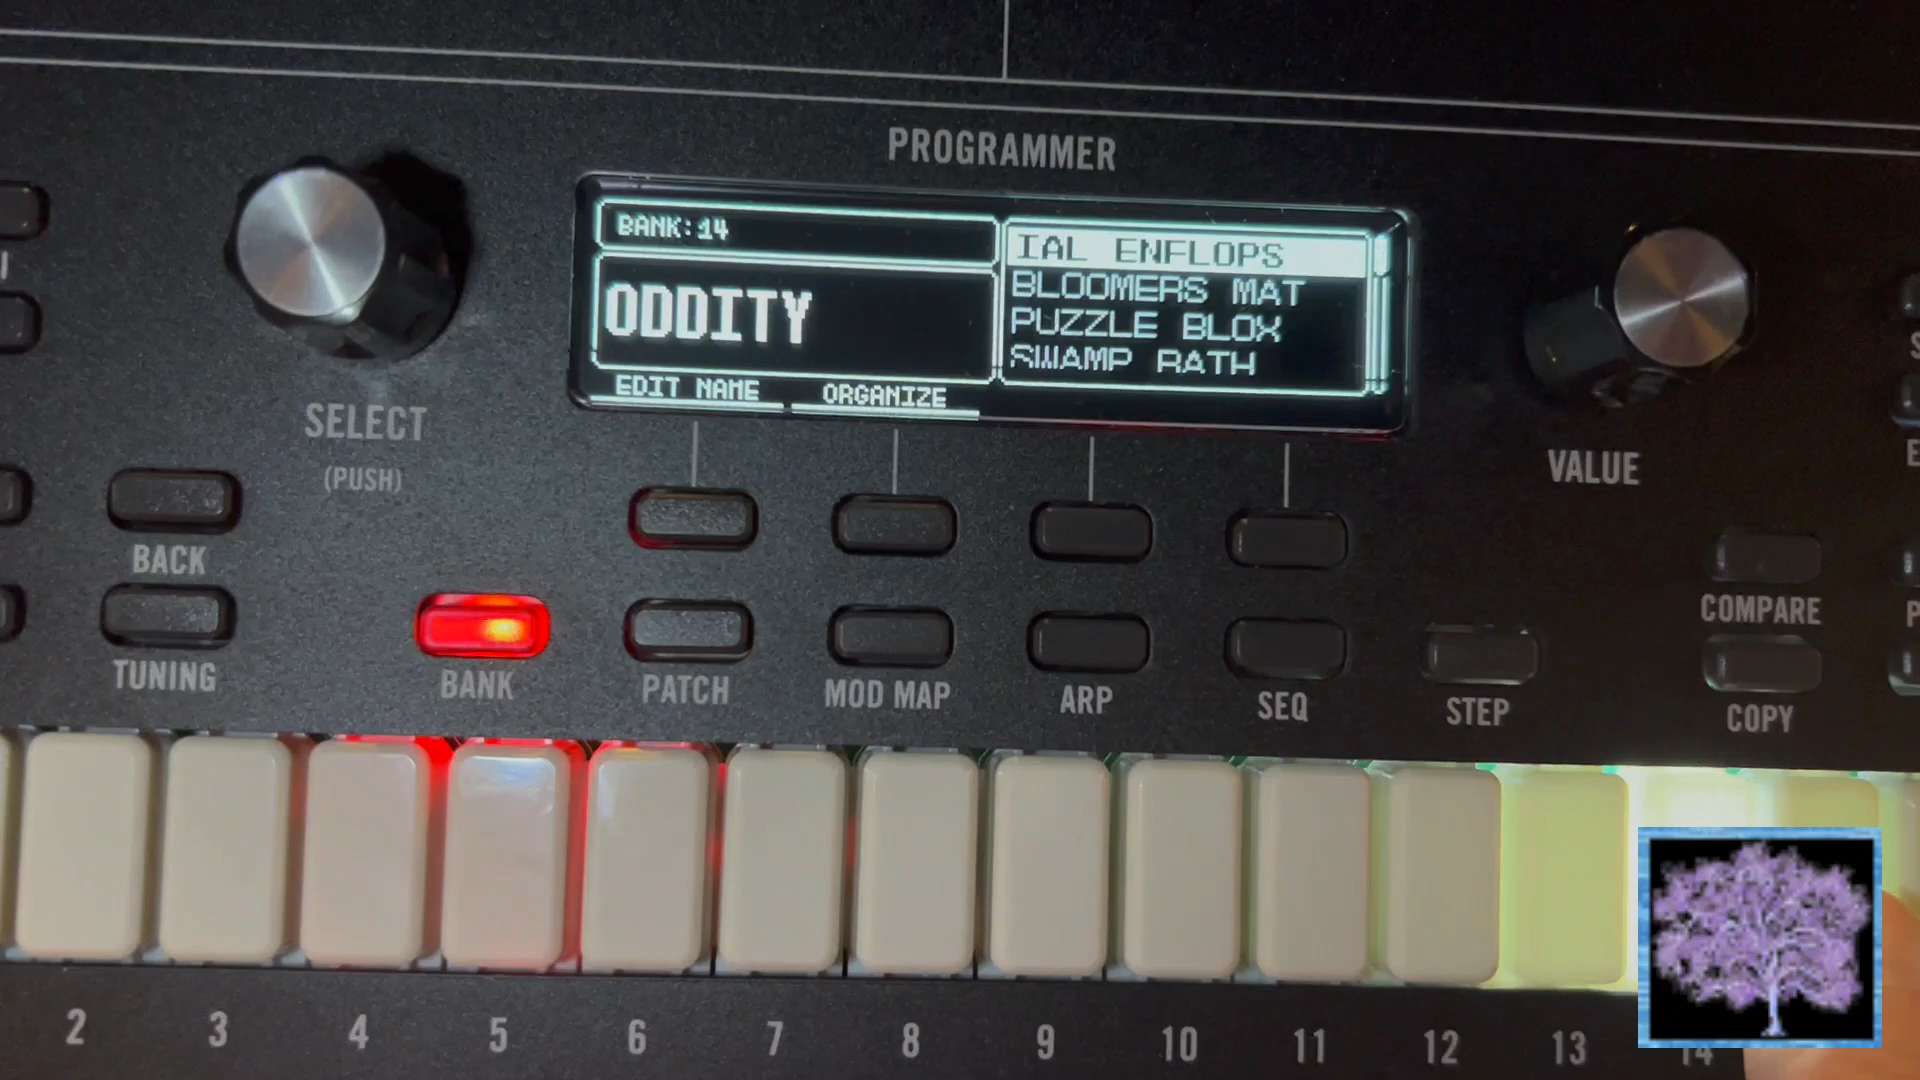 PROGRAMMER
BANK:14
ODDITY
EDIT NAME ORGANIZE
IAL ENFLOPS
BLOOMERS MAT
PUZZLE BLOX
SWAMP RATH
SELECT
(PUSH)
VALUE
BACK
COMPARE
TUNING
BANK
PATCH
MOD MAP
ARP
SEQ
STEP
COPY
2 3 4 5 6 7 8 9 10 11 12 13 14